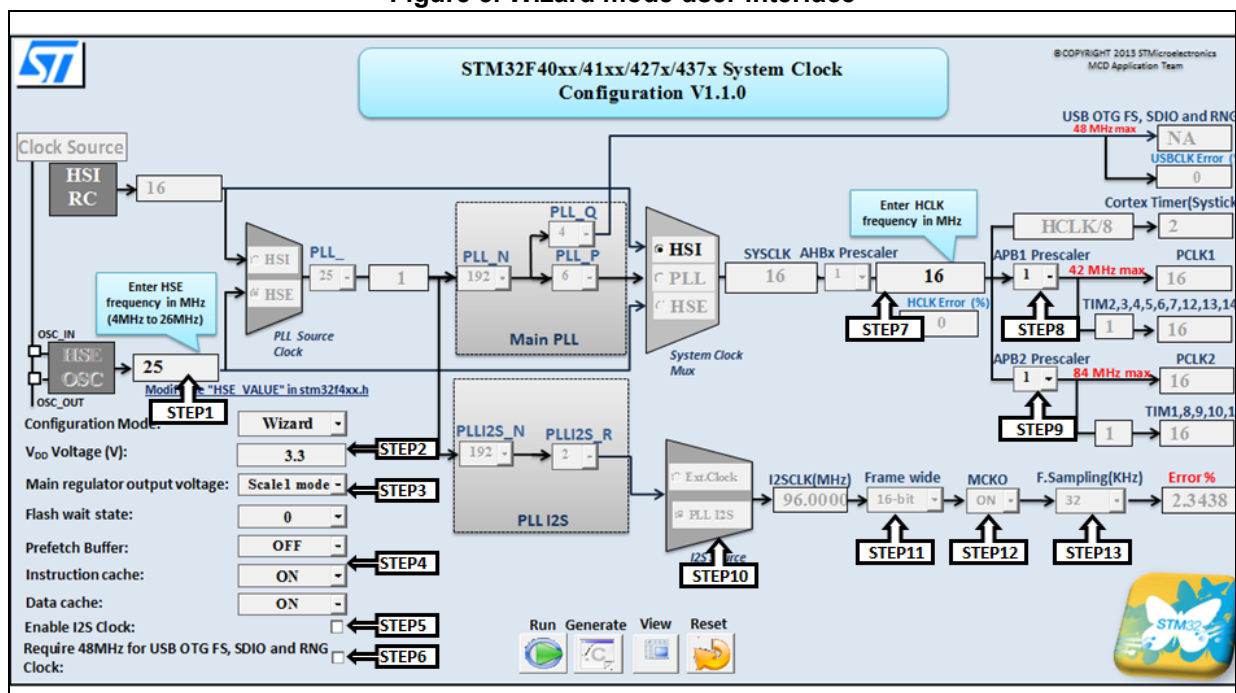 Figure 3. Wizard mode user interface
ST
STM32F40xx/41xx/427x/437x System Clock
Configuration V1.1.0
©COPYRIGHT 2013 STMicroelectronics
MCD Application Team
USB OTG FS, SDIO and RNG
48 MHz max
NA
USBCLK Error (
0
Clock Source
HSI
RC
16
Cortex Timer(Systick
HCLK/8
2
Enter HCLK
frequency in MHz
HSI
HSE
PLL Source
Clock
PLL_
25
1
PLL_N
192
PLL_Q
4
PLL_P
6
Main PLL
HSI
PLL
HSE
System Clock
Mux
SYSCLK
16
AHBx Prescaler
1
16
HCLK Error (%)
0
STEP7
APB1 Prescaler
1
42 MHz max
PCLK1
16
STEP8
TIM2,3,4,5,6,7,12,13,14
1
16
APB2 Prescaler
1
84 MHz max
PCLK2
16
STEP9
TIM1,8,9,10,1
1
16
Enter HSE
frequency in MHz
(4MHz to 26MHz)
OSC_IN
HSE
OSC
OSC_OUT
25
"HSE_VALUE" in stm32f4xx.h
STEP1
Configuration Mode:
Wizard
VDD Voltage (V):
3.3
STEP2
Main regulator output voltage:
Scale1 mode
STEP3
Flash wait state:
0
Prefetch Buffer:
OFF
STEP4
Instruction cache:
ON
Data cache:
ON
Enable I2S Clock:
STEP5
Require 48MHz for USB OTG FS, SDIO and RNG
Clock:
STEP6
PLLI2S_N
192
PLLI2S_R
2
PLL I2S
Ext.Clock
PLL I2S
STEP10
I2SCLK(MHz)
96.0000
Frame wide
16-bit
STEP11
MCKO
ON
STEP12
F.Sampling(KHz)
32
STEP13
Error %
2.3438
Run
Generate
View
Reset
STM32